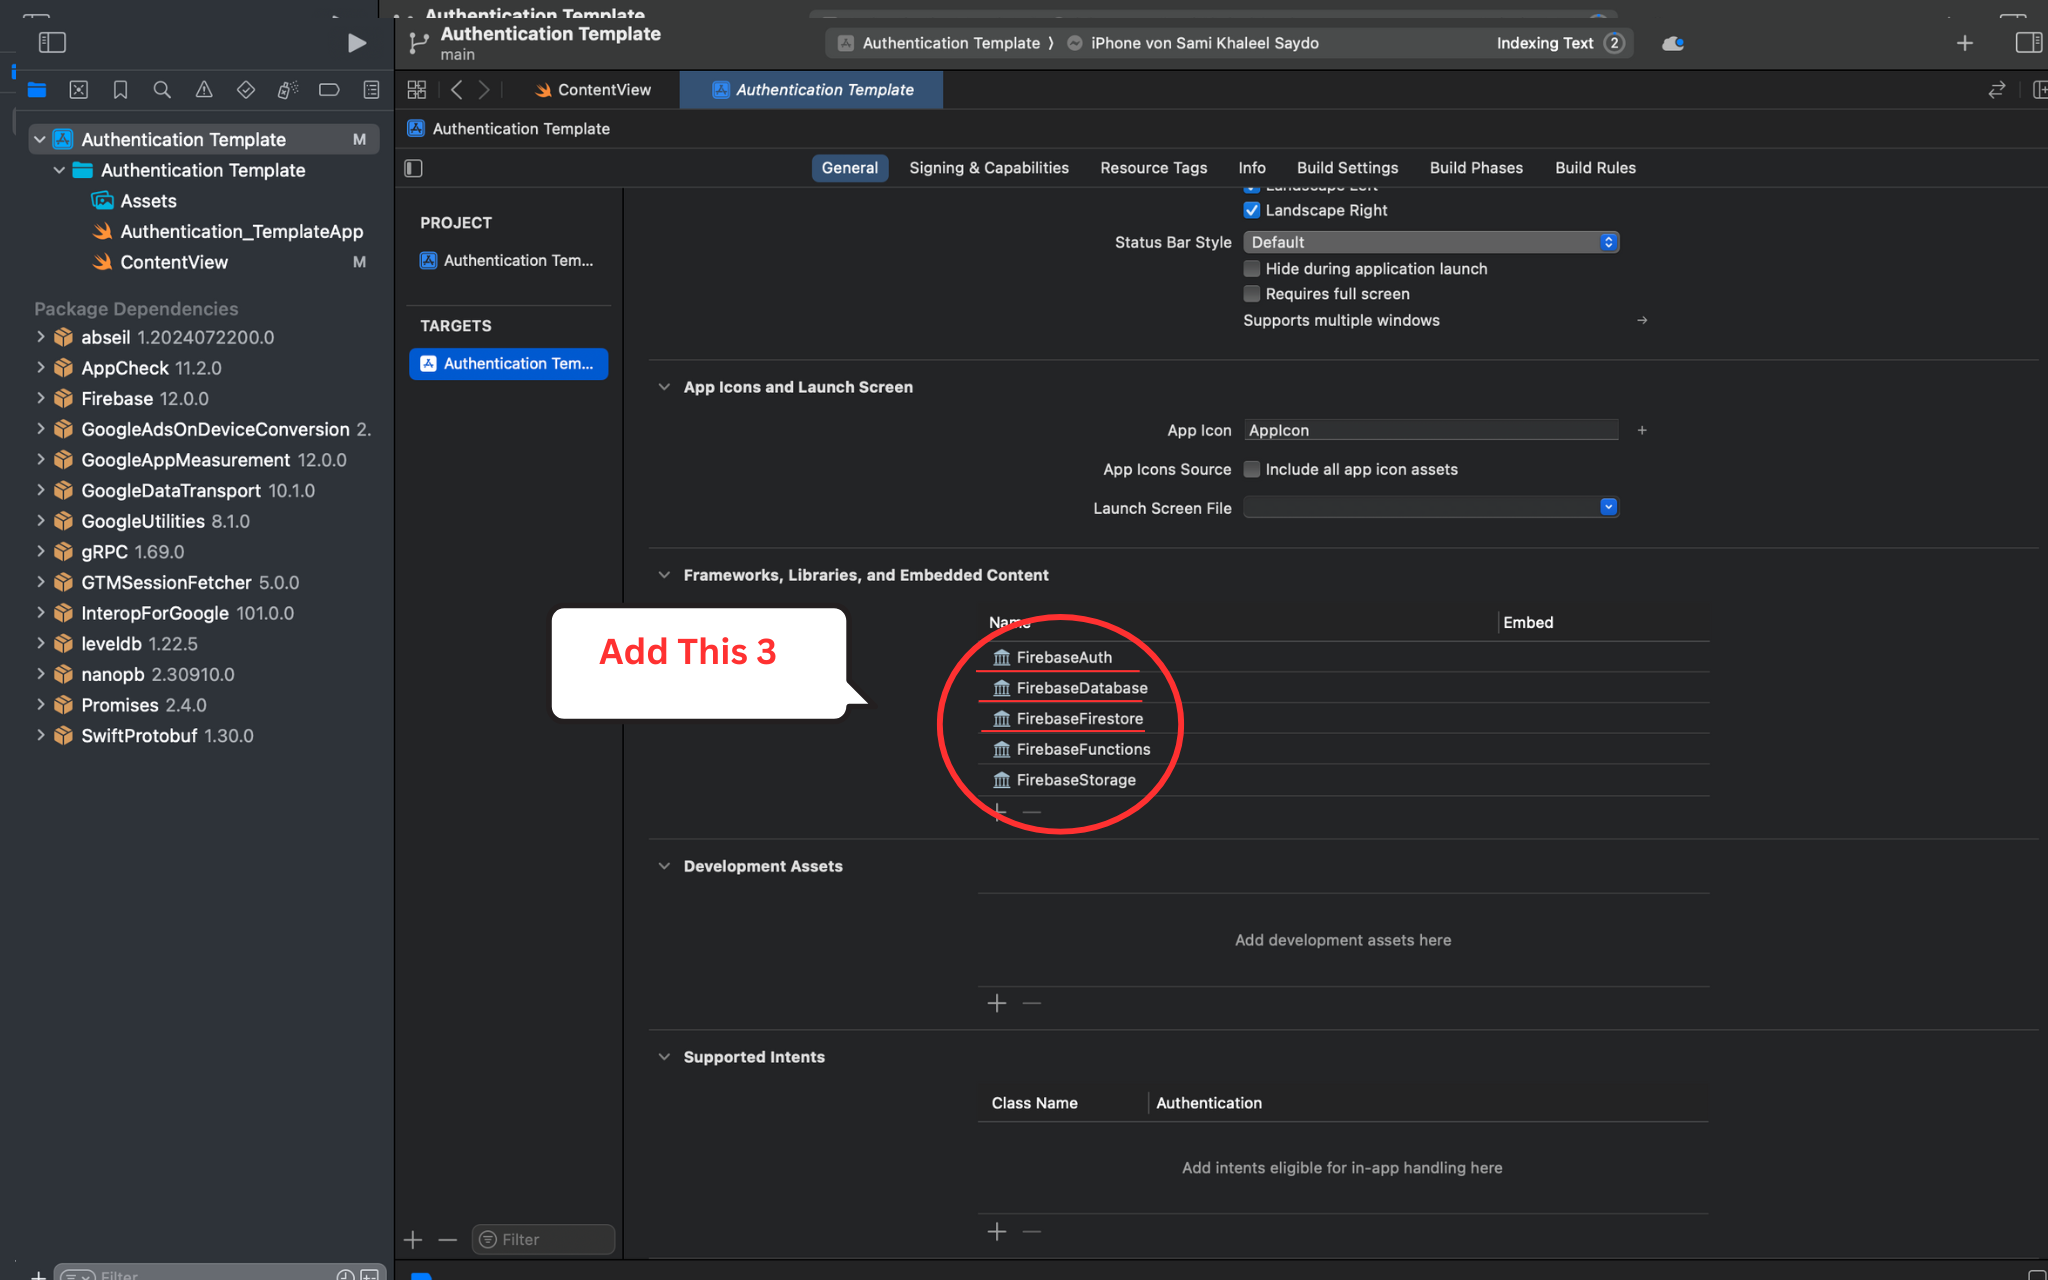 Authentication Template
Authentication Template
main
Authentication Template
iPhone von Sami Khaleel Saydo
Indexing Text
2
ContentView
Authentication Template
Authentication Template
Authentication Template M
Authentication Template
Assets
Authentication_TemplateApp
ContentView M
Package Dependencies
abseil 1.2024072200.0
AppCheck 11.2.0
Firebase 12.0.0
GoogleAdsOnDeviceConversion 2.
GoogleAppMeasurement 12.0.0
GoogleDataTransport 10.1.0
GoogleUtilities 8.1.0
gRPC 1.69.0
GTMSessionFetcher 5.0.0
InteropForGoogle 101.0.0
leveldb 1.22.5
nanopb 2.30910.0
Promises 2.4.0
SwiftProtobuf 1.30.0
Filter
General Signing & Capabilities Resource Tags Info Build Settings Build Phases Build Rules
PROJECT
Authentication Tem...
TARGETS
Authentication Tem...
Filter
Landscape Left
Landscape Right
Status Bar Style Default
Hide during application launch
Requires full screen
Supports multiple windows
App Icons and Launch Screen
App Icon AppIcon
App Icons Source Include all app icon assets
Launch Screen File
Frameworks, Libraries, and Embedded Content
Name Embed
Add This 3
FirebaseAuth
FirebaseDatabase
FirebaseFirestore
FirebaseFunctions
FirebaseStorage
Development Assets
Add development assets here
Supported Intents
Class Name Authentication
Add intents eligible for in-app handling here